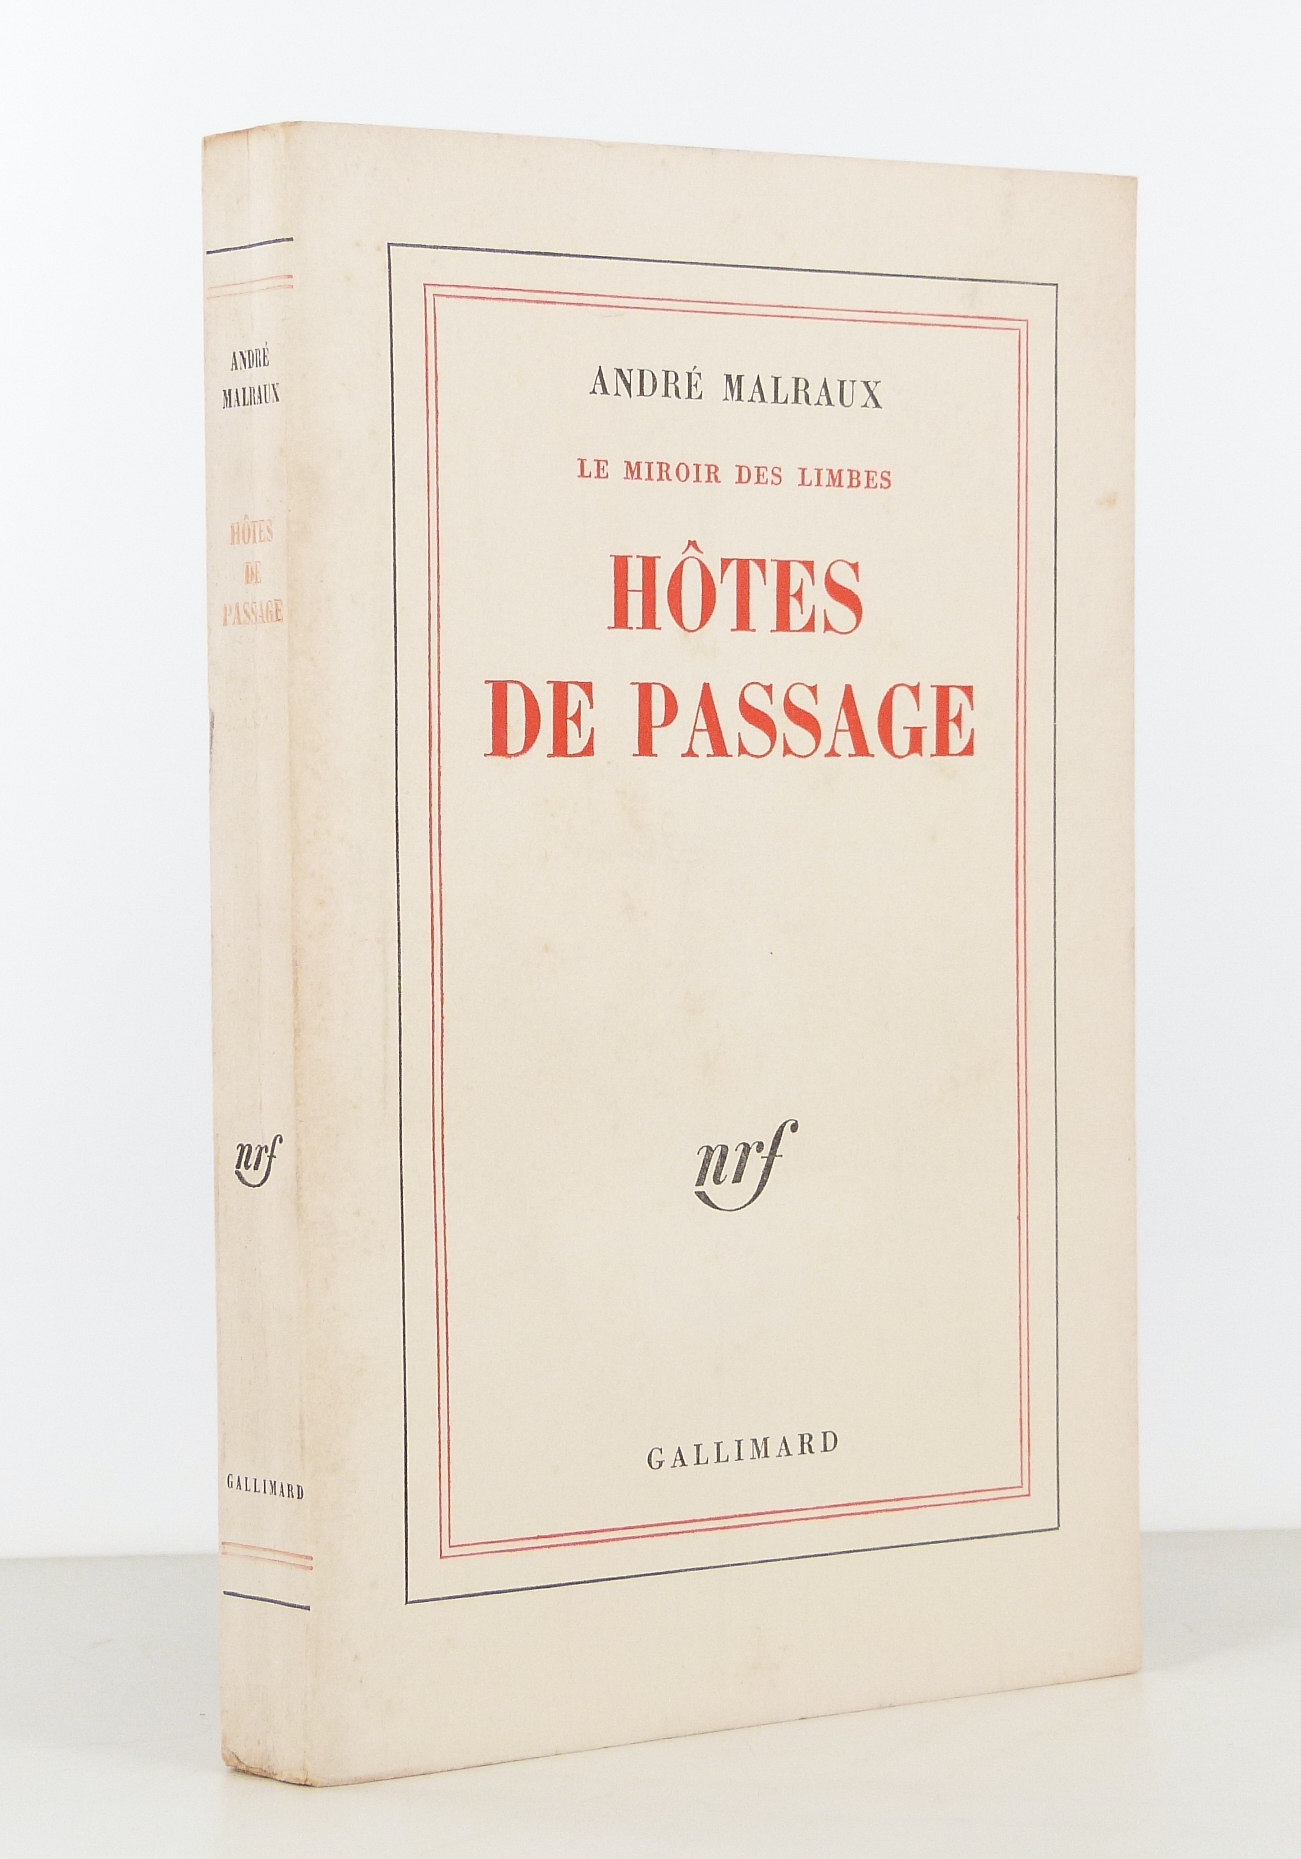 ANDRÉ
MALRAUX
HÔTES
DE
PASSAGE
nrf
GALLIMARD
ANDRÉ MALRAUX
LE MIROIR DES LIMBES
HÔTES
DE PASSAGE
nrf
GALLIMARD